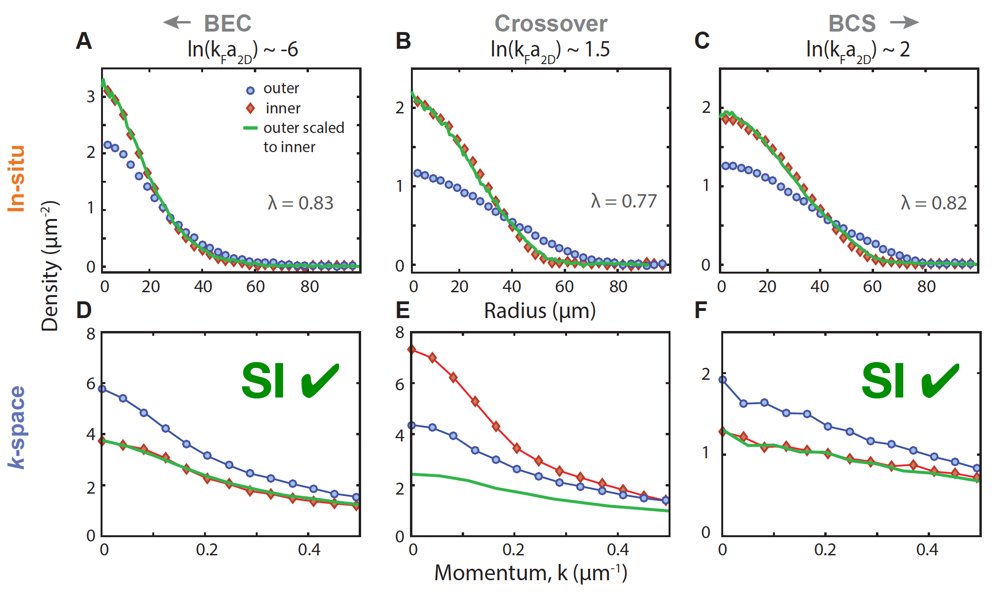 ← BEC
Crossover
BCS →
A
ln(kFa2D) ~ -6
B
ln(kFa2D) ~ 1.5
C
ln(kFa2D) ~ 2
In-situ
k-space
Density (µm-2)
outer
inner
outer scaled
to inner
λ = 0.83
3
2
1
0
0 20 40 60 80
λ = 0.77
2
1
0
0 20 40 60 80
λ = 0.82
2
1
0
0 20 40 60 80
Radius (µm)
D
SI ✔
8
6
4
2
0
0 0.2 0.4
E
8
6
4
2
0
0 0.2 0.4
F
SI ✔
2
1
0
0 0.2 0.4
Momentum, k (µm-1)